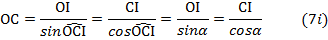 OC = OI / sinOĈI = CI / cosOĈI = OI / sinα = CI / cosα (7i)